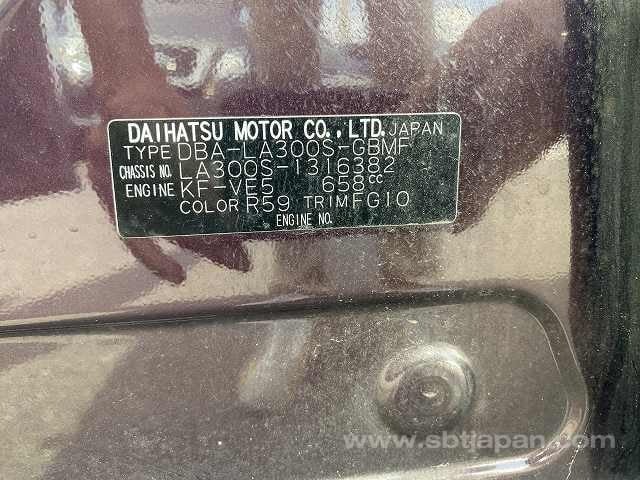 DAIHATSU MOTOR CO.,LTD. JAPAN
TYPE DBA-LA300S-GBMF
CHASSIS NO. LA300S-1316382
ENGINE KF-VE5 658cc
COLOR R59 TRIM FG10
ENGINE NO.
www.sbtjapan.com